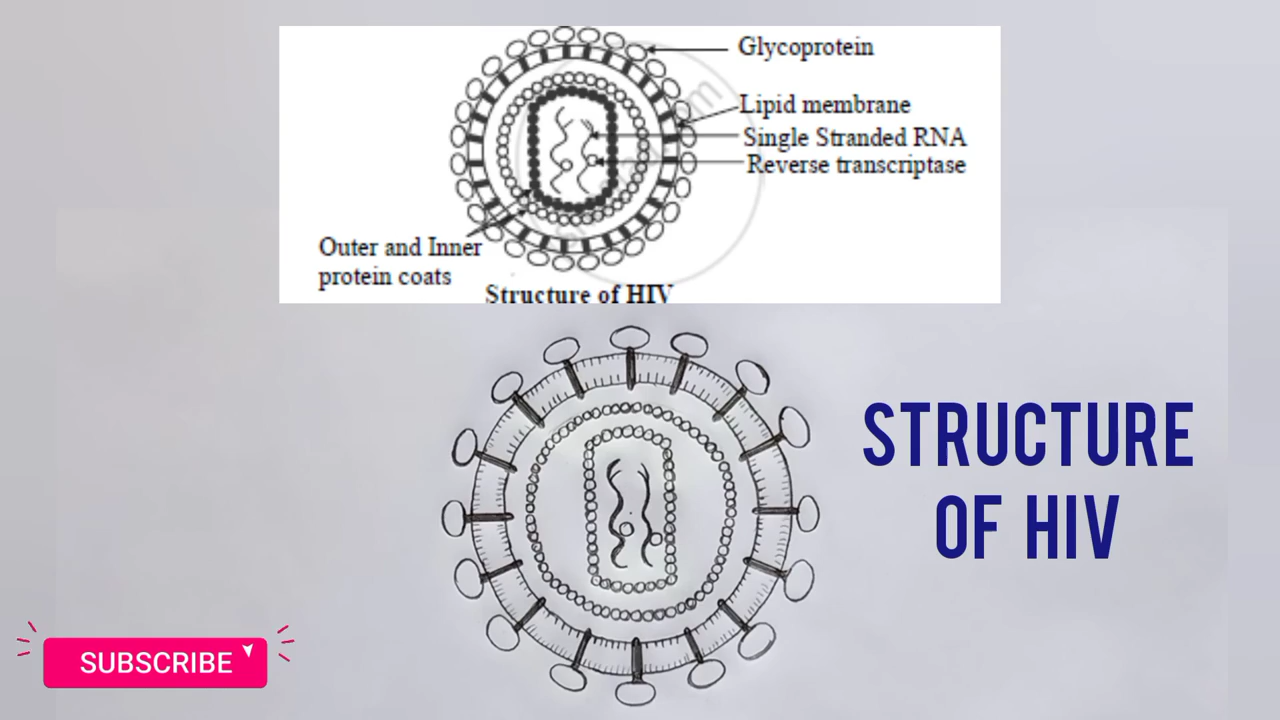 Glycoprotein
Lipid membrane
Single Stranded RNA
Reverse transcriptase
Outer and Inner
protein coats
Structure of HIV
STRUCTURE
OF HIV
SUBSCRIBE